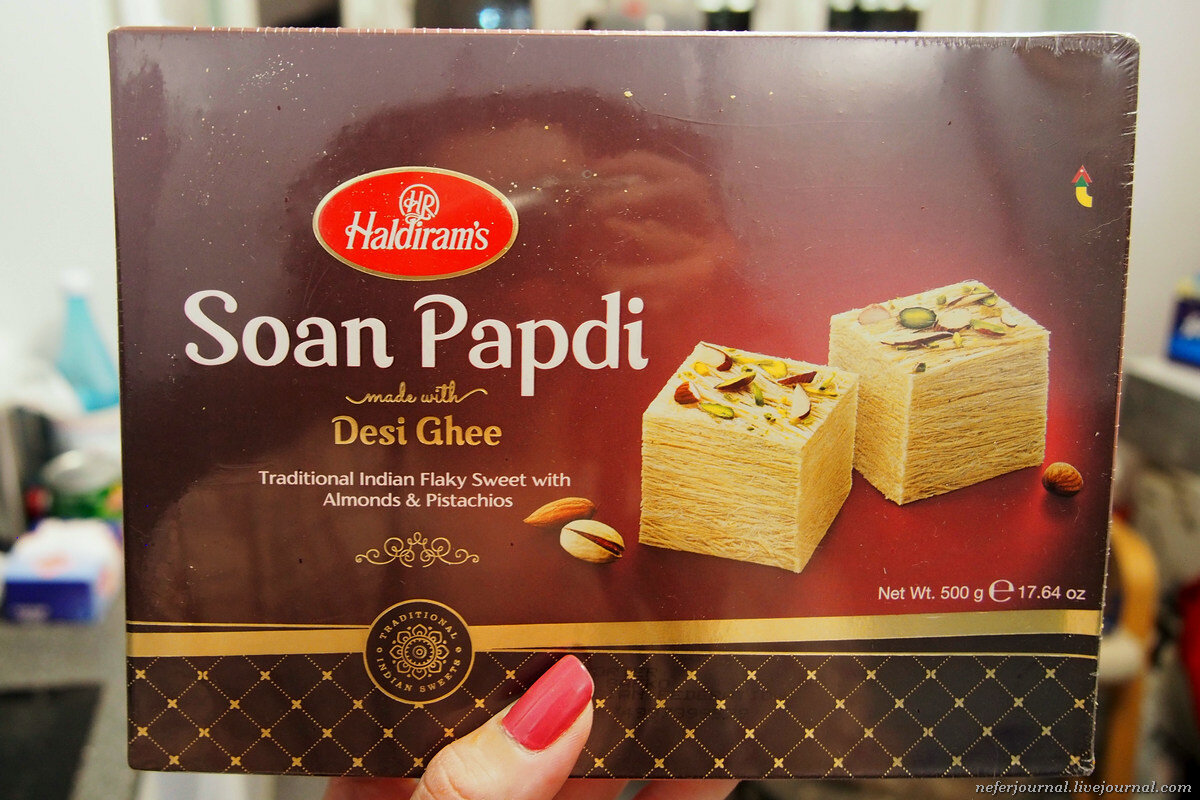 HR
Haldiram's
Soan Papdi
made with
Desi Ghee
Traditional Indian Flaky Sweet with
Almonds & Pistachios
Net Wt. 500 g ℮ 17.64 oz
TRADITIONAL
INDIAN SWEETS
neferjournal.livejournal.com